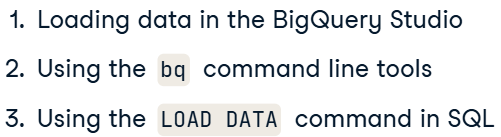 1. Loading data in the BigQuery Studio
2. Using the bq command line tools
3. Using the LOAD DATA command in SQL